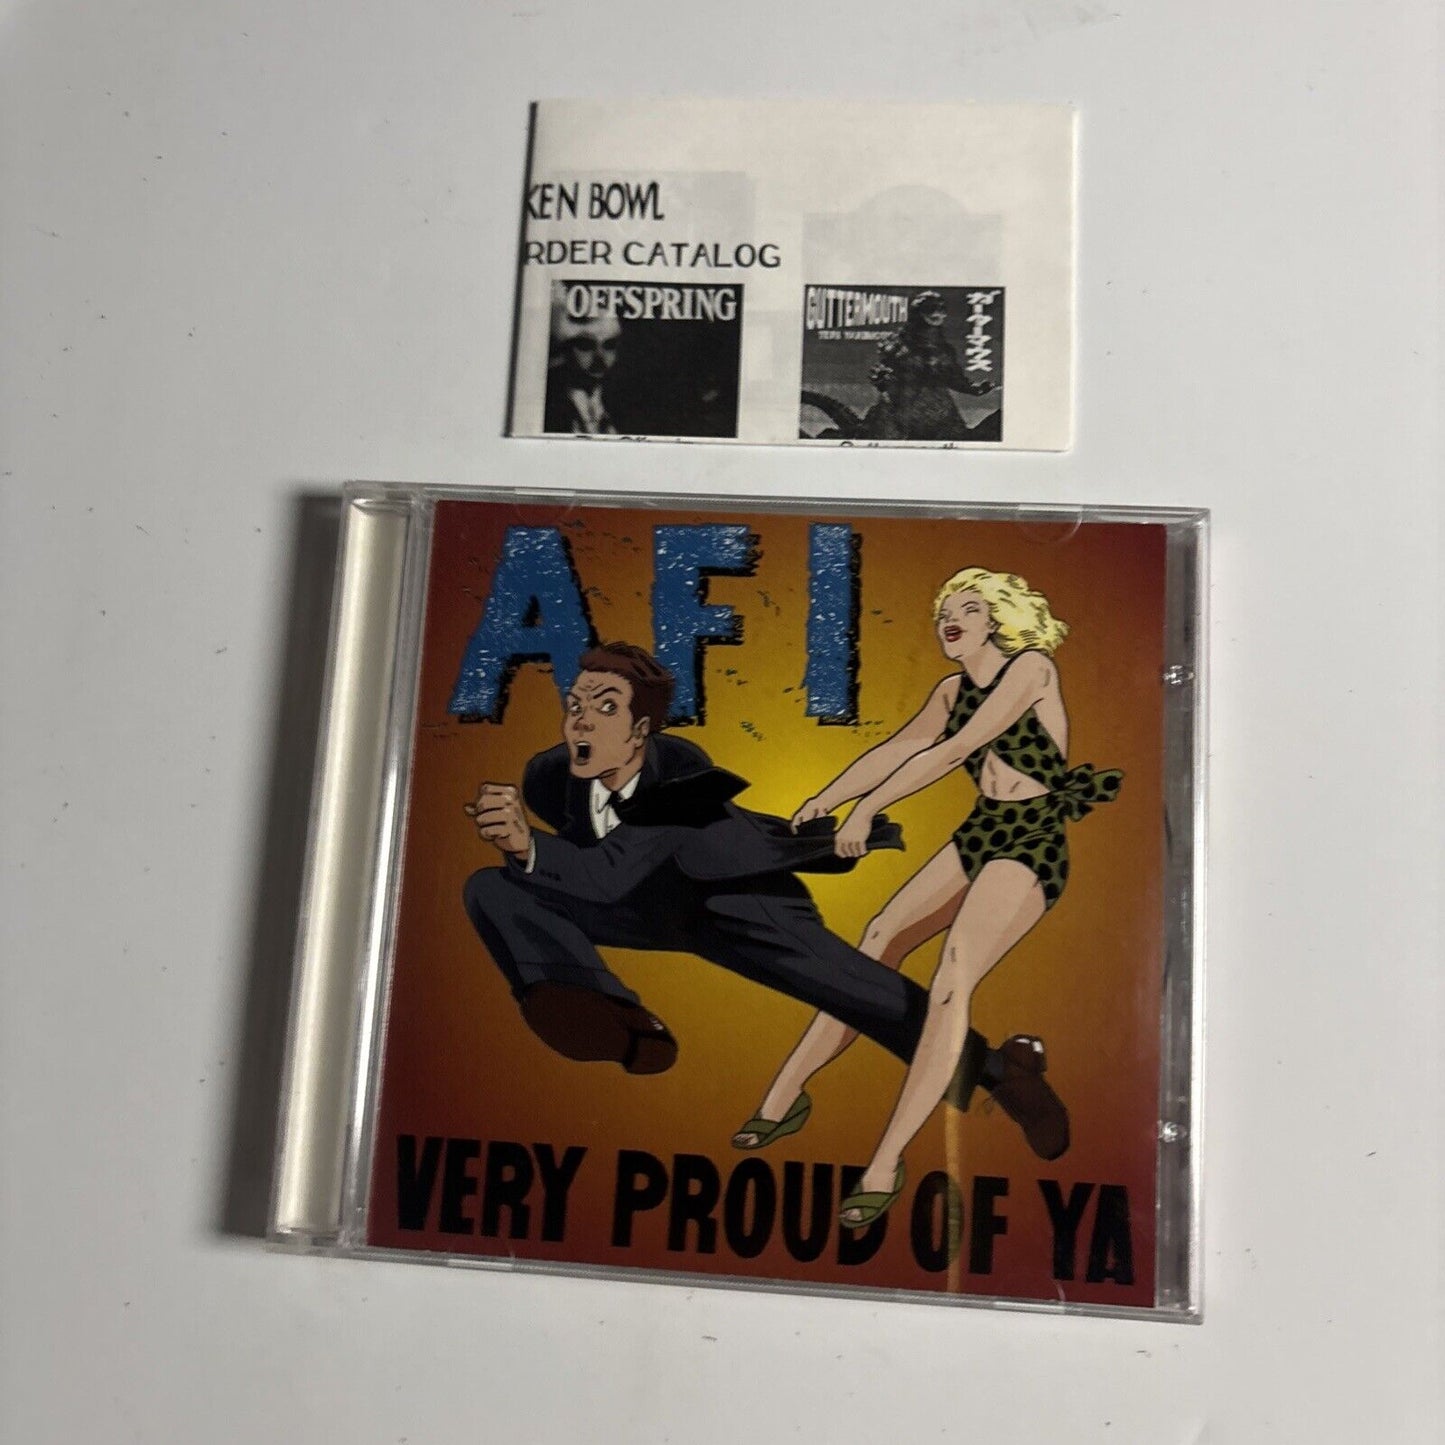 KEN BOWL
RDER CATALOG
OFFSPRING
GUTTERMOUTH
AFI
VERY PROUD OF YA